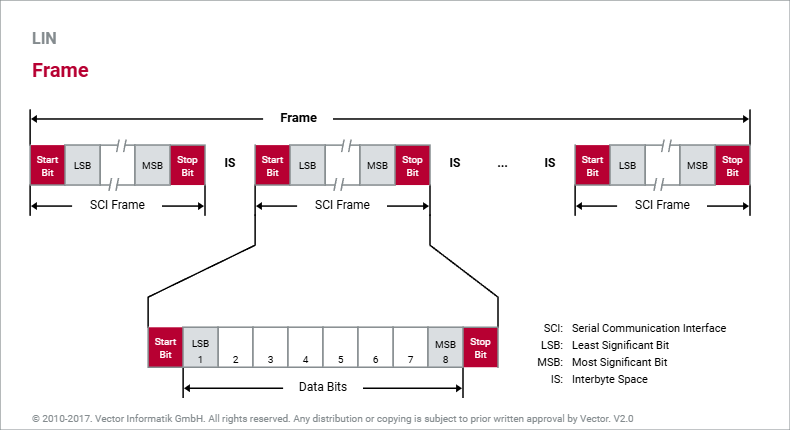 LIN
Frame
Frame
Start Bit LSB MSB Stop Bit IS Start Bit LSB MSB Stop Bit IS ... IS Start Bit LSB MSB Stop Bit
SCI Frame SCI Frame SCI Frame
Start Bit LSB 1 2 3 4 5 6 7 MSB 8 Stop Bit
Data Bits
SCI: Serial Communication Interface
LSB: Least Significant Bit
MSB: Most Significant Bit
IS: Interbyte Space
© 2010-2017. Vector Informatik GmbH. All rights reserved. Any distribution or copying is subject to prior written approval by Vector. V2.0